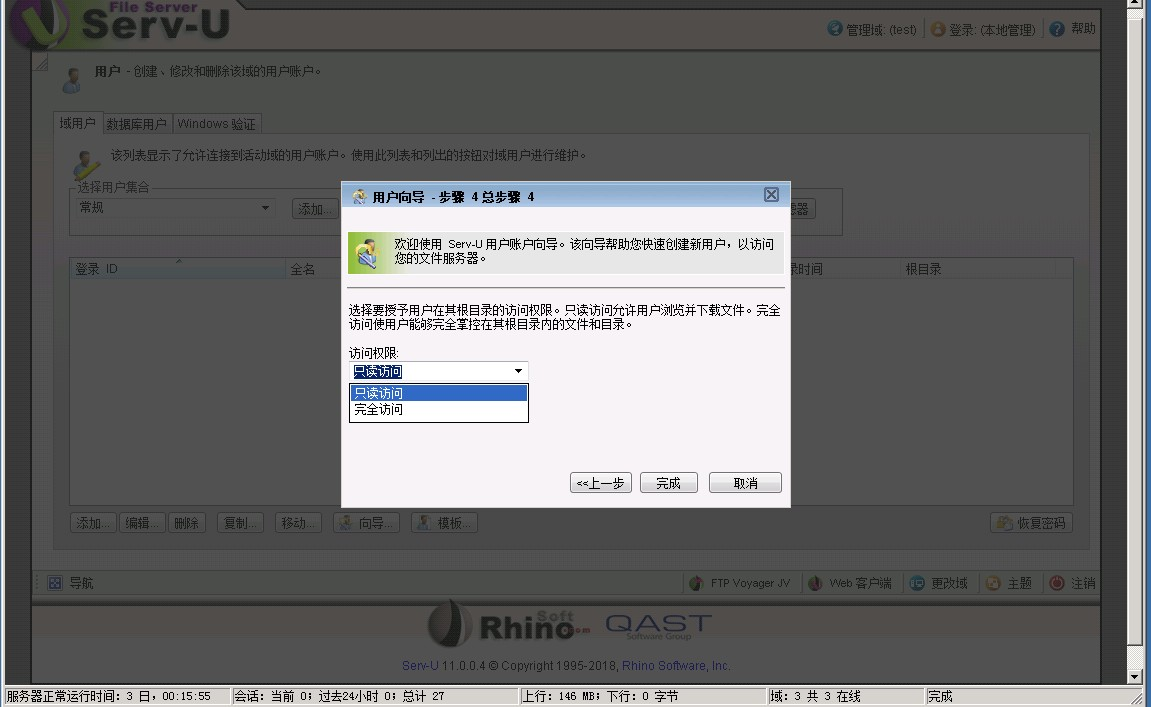 File Server
Serv-U
管理域: (test)
登录: (本地管理)
帮助
用户 - 创建、修改和删除该域的用户账户。
域用户
数据库用户
Windows 验证
该列表显示了允许连接到活动域的用户账户。使用此列表和列出的按钮对域用户进行维护。
选择用户集合
常规
添加...
滤器
登录 ID
全名
录时间
根目录
用户向导 - 步骤 4 总步骤 4
欢迎使用 Serv-U 用户账户向导。该向导帮助您快速创建新用户，以访问
您的文件服务器。
选择要授予用户在其根目录的访问权限。只读访问允许用户浏览并下载文件。完全
访问使用户能够完全掌控在其根目录内的文件和目录。
访问权限:
只读访问
只读访问
完全访问
<<上一步
完成
取消
添加...
编辑...
删除
复制...
移动...
向导...
模板...
恢复密码
导航
FTP Voyager JV
Web 客户端
更改域
主题
注销
RhinoSoft.com
QAST
Software Group
Serv-U 11.0.0.4 © Copyright 1995-2018, Rhino Software, Inc.
服务器正常运行时间: 3 日, 00:15:55
会话: 当前 0; 过去24小时 0; 总计 27
上行: 146 MB; 下行: 0 字节
域: 3 共 3 在线
完成